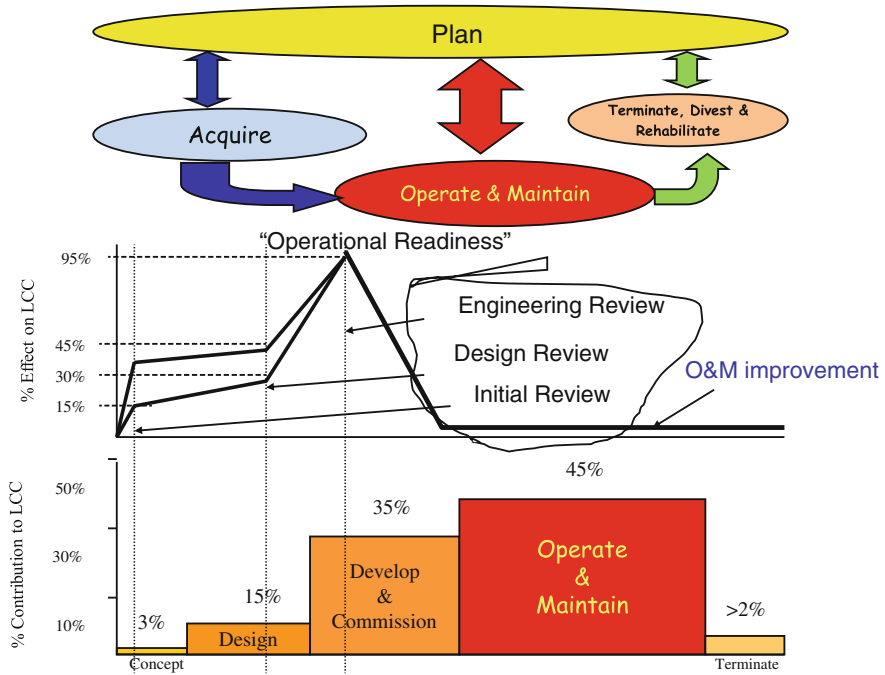 Plan
Acquire
Terminate, Divest &
Rehabilitate
Operate & Maintain
“Operational Readiness”
% Effect on LCC
95%
45%
30%
15%
Engineering Review
Design Review
Initial Review
O&M improvement
% Contribution to LCC
50%
30%
10%
3%
15%
35%
45%
>2%
Concept
Design
Develop
&
Commission
Operate
&
Maintain
Terminate